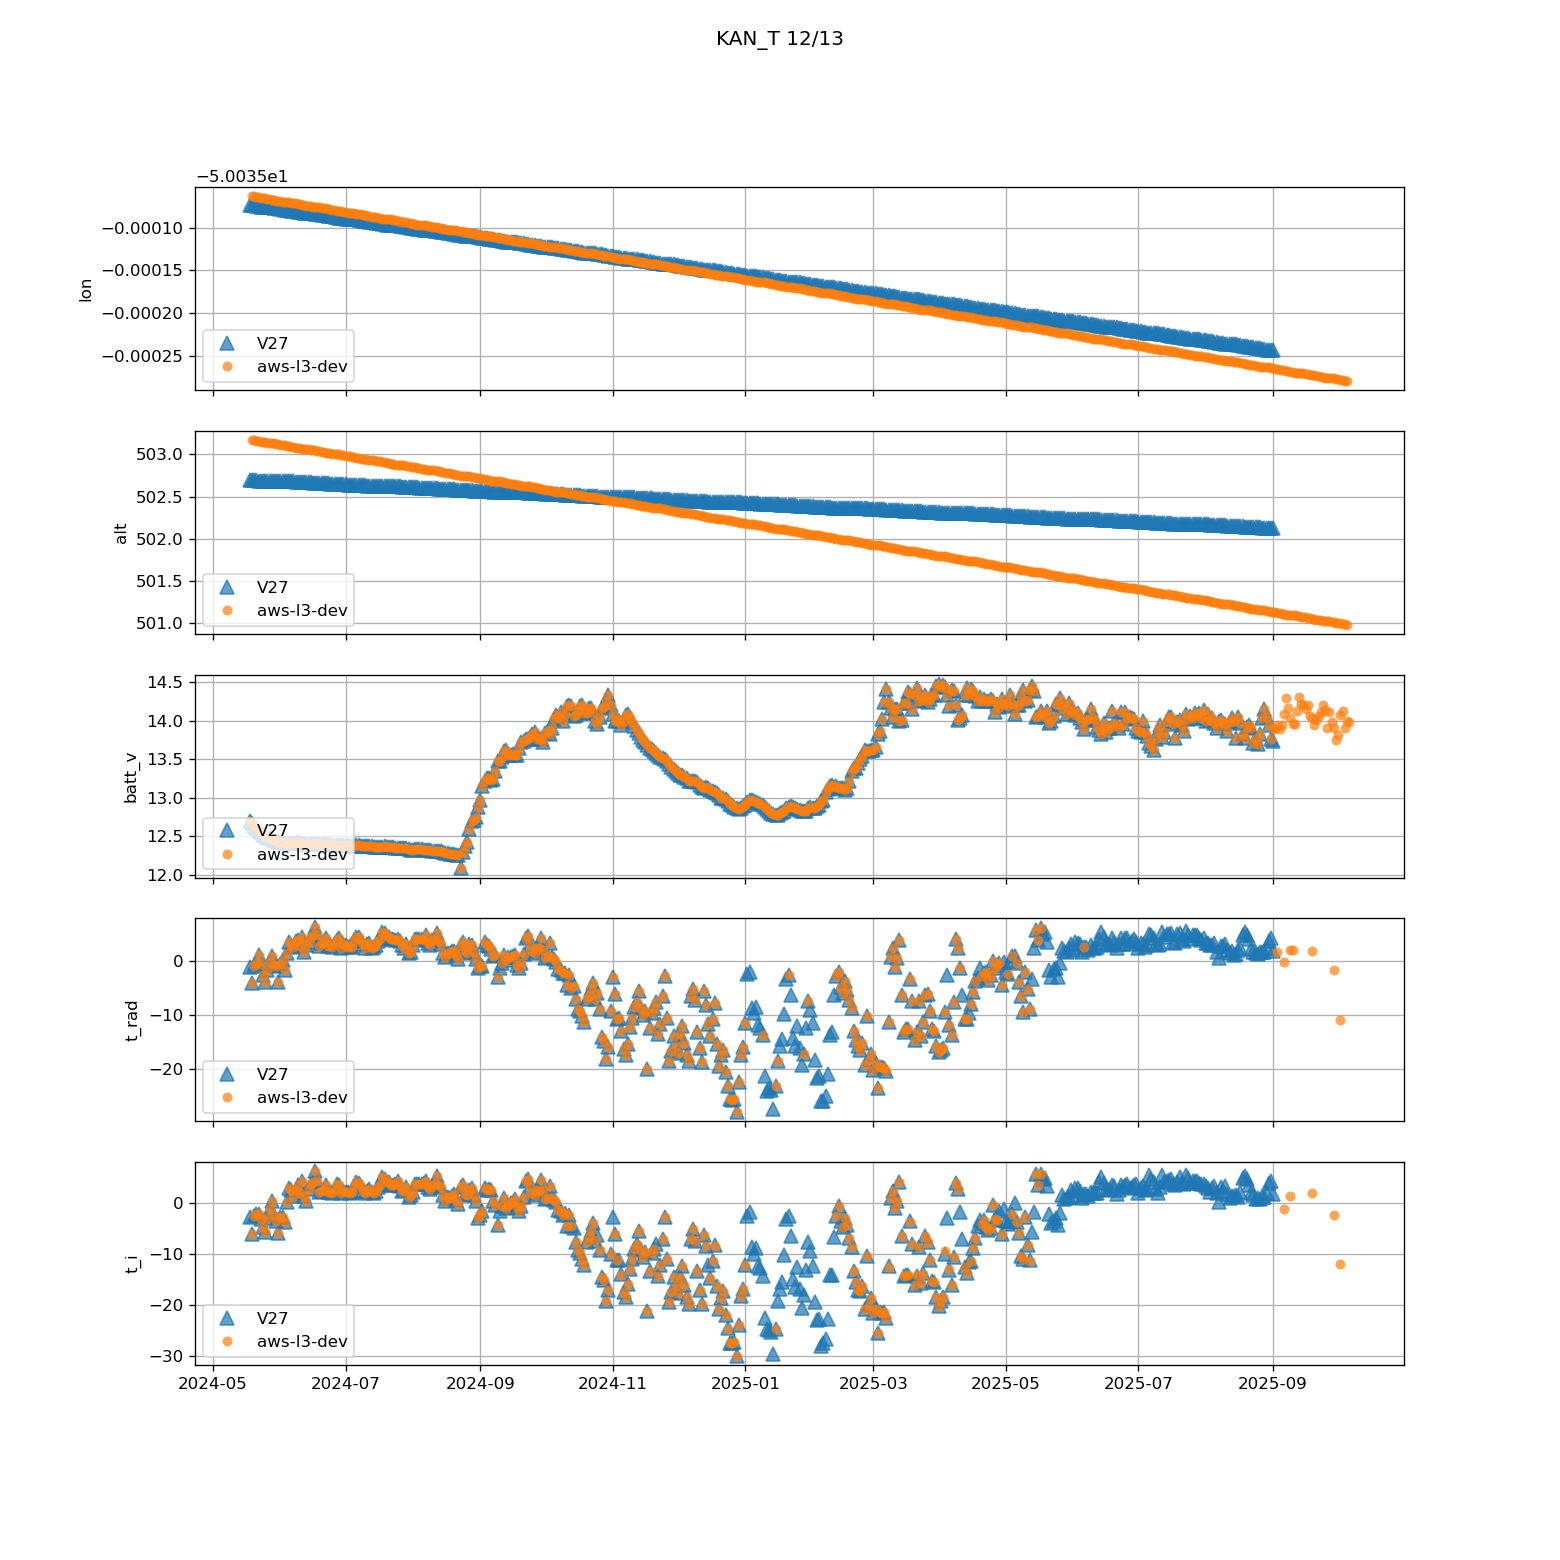 KAN_T 12/13
−5.0035e1
−0.00010
−0.00015
−0.00020
−0.00025
lon
V27
aws-l3-dev
503.0
502.5
502.0
501.5
501.0
alt
V27
aws-l3-dev
14.5
14.0
13.5
13.0
12.5
12.0
batt_v
V27
aws-l3-dev
0
−10
−20
t_rad
V27
aws-l3-dev
0
−10
−20
−30
t_i
V27
aws-l3-dev
2024-05 2024-07 2024-09 2024-11 2025-01 2025-03 2025-05 2025-07 2025-09